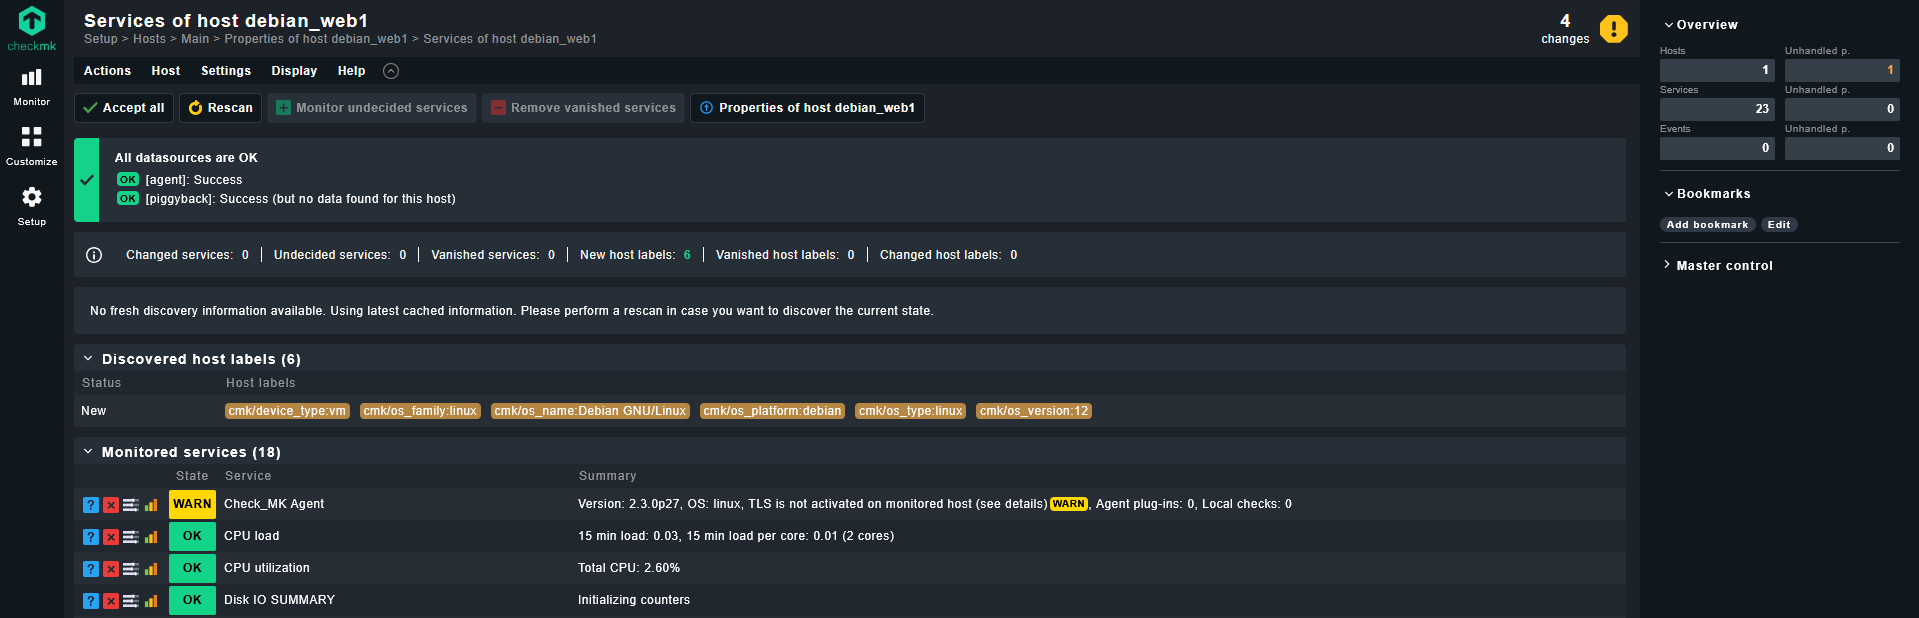 checkmk
Monitor
Customize
Setup
Services of host debian_web1
Setup > Hosts > Main > Properties of host debian_web1 > Services of host debian_web1
4
changes
Actions Host Settings Display Help
Accept all Rescan Monitor undecided services Remove vanished services Properties of host debian_web1
All datasources are OK
OK [agent]: Success
OK [piggyback]: Success (but no data found for this host)
Changed services: 0 | Undecided services: 0 | Vanished services: 0 | New host labels: 6 | Vanished host labels: 0 | Changed host labels: 0
No fresh discovery information available. Using latest cached information. Please perform a rescan in case you want to discover the current state.
Discovered host labels (6)
Status Host labels
New cmk/device_type:vm cmk/os_family:linux cmk/os_name:Debian GNU/Linux cmk/os_platform:debian cmk/os_type:linux cmk/os_version:12
Monitored services (18)
State Service Summary
WARN Check_MK Agent Version: 2.3.0p27, OS: linux, TLS is not activated on monitored host (see details) WARN, Agent plug-ins: 0, Local checks: 0
OK CPU load 15 min load: 0.03, 15 min load per core: 0.01 (2 cores)
OK CPU utilization Total CPU: 2.60%
OK Disk IO SUMMARY Initializing counters
Overview
Hosts Unhandled p.
1 1
Services Unhandled p.
23 0
Events Unhandled p.
0 0
Bookmarks
Add bookmark Edit
Master control